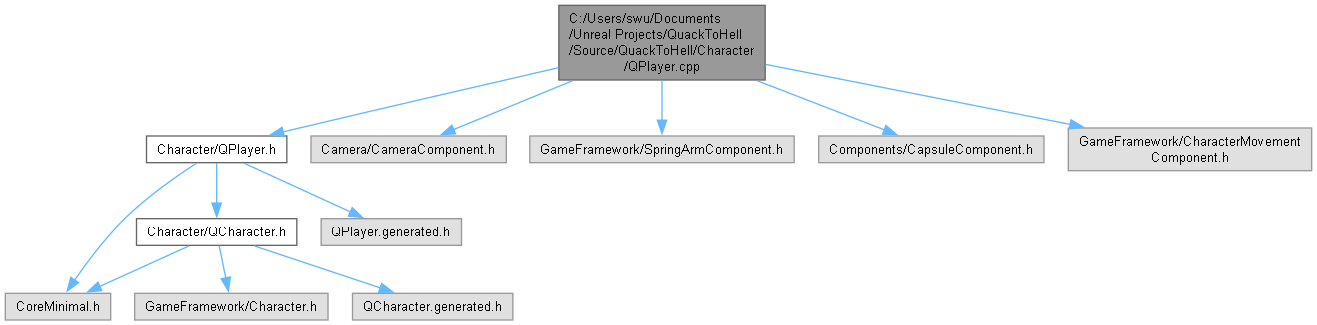 C:/Users/swu/Documents
/Unreal Projects/QuackToHell
/Source/QuackToHell/Character
/QPlayer.cpp
Character/QPlayer.h
Camera/CameraComponent.h
GameFramework/SpringArmComponent.h
Components/CapsuleComponent.h
GameFramework/CharacterMovement
Component.h
Character/QCharacter.h
QPlayer.generated.h
CoreMinimal.h
GameFramework/Character.h
QCharacter.generated.h